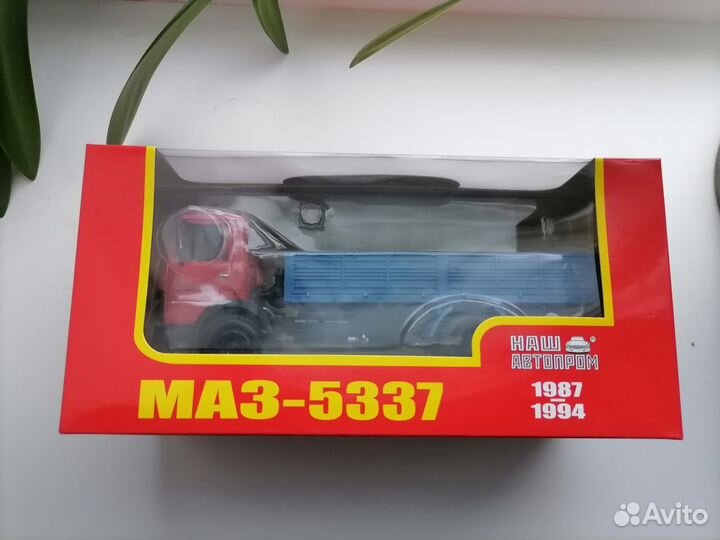 МАЗ-5337
НАШ
АВТОПРОМ
1987
1994
Avito